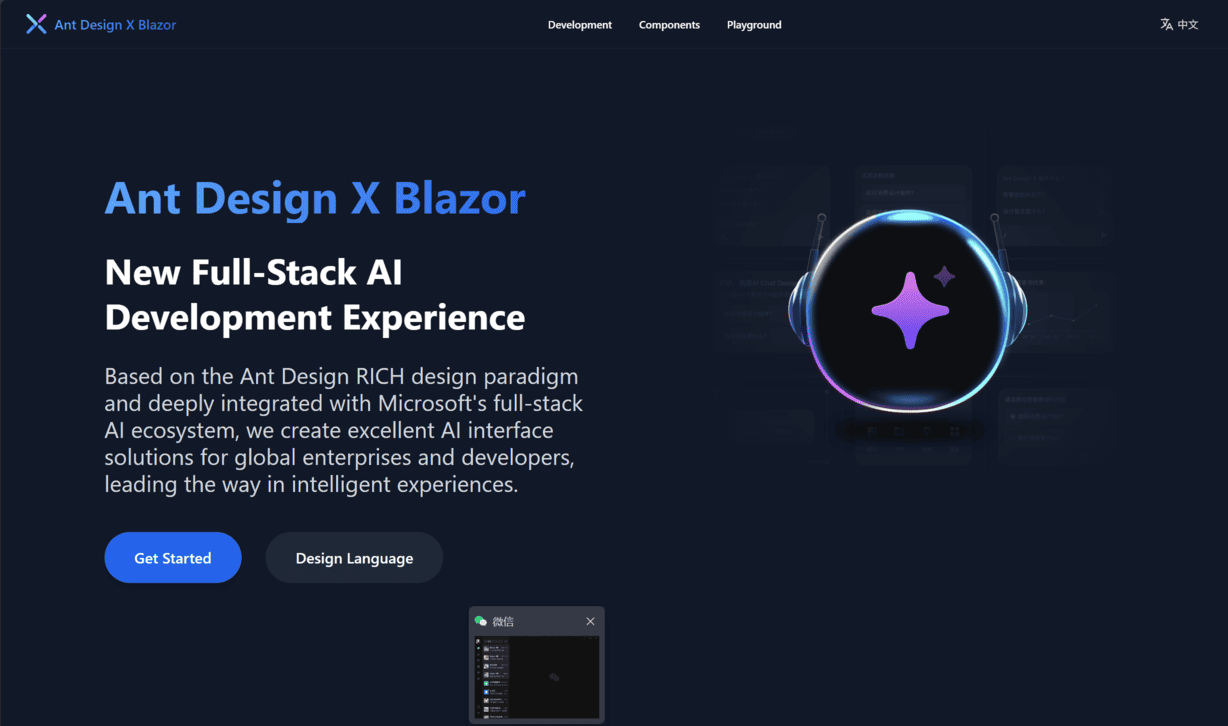 Ant Design X Blazor
Development
Components
Playground
中文
Ant Design X Blazor
New Full-Stack AI
Development Experience
Based on the Ant Design RICH design paradigm
and deeply integrated with Microsoft's full-stack
AI ecosystem, we create excellent AI interface
solutions for global enterprises and developers,
leading the way in intelligent experiences.
Get Started
Design Language
微信